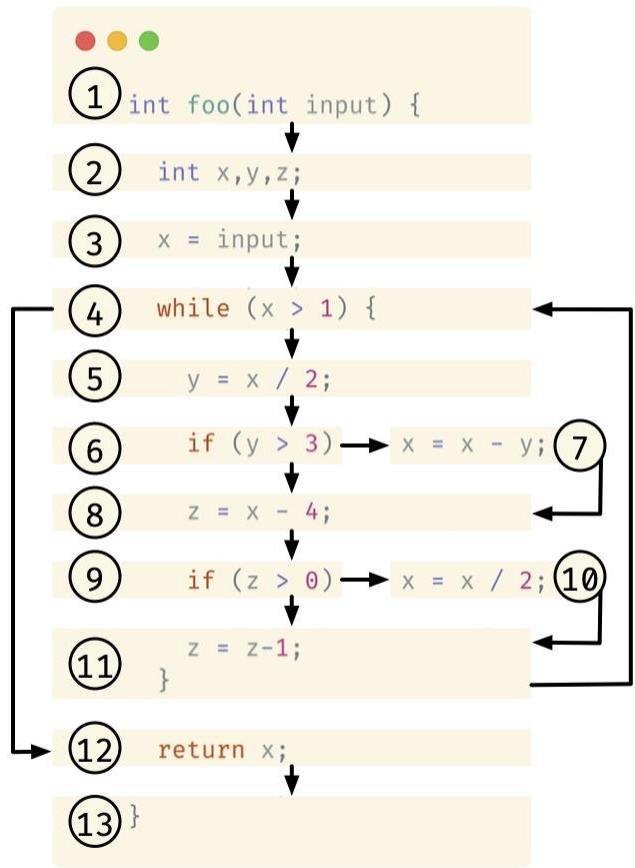 1 int foo(int input) {
2 int x,y,z;
3 x = input;
4 while (x > 1) {
5 y = x / 2;
6 if (y > 3) x = x - y; 7
8 z = x - 4;
9 if (z > 0) x = x / 2; 10
z = z-1;
11 }
12 return x;
13 }